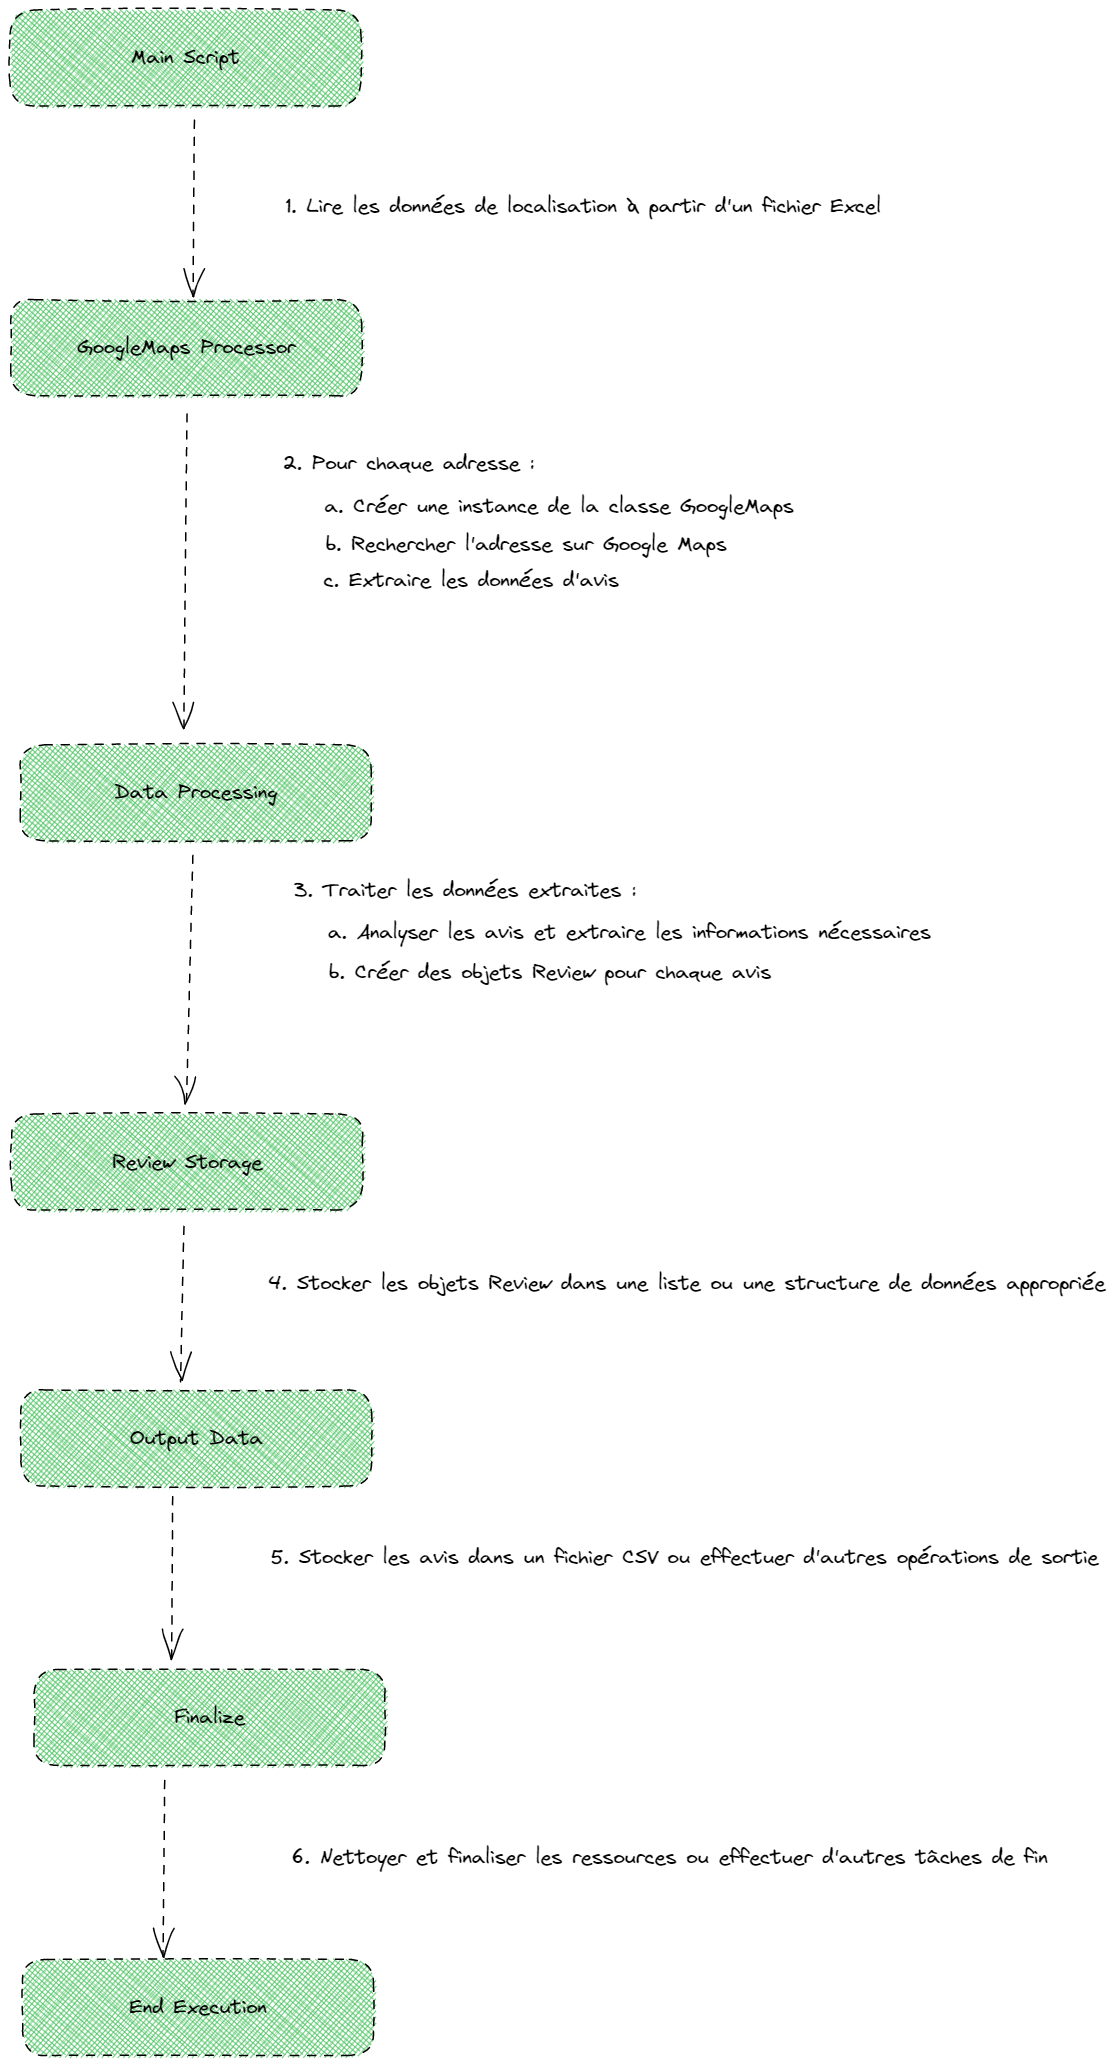 Main Script
1. Lire les données de localisation à partir d'un fichier Excel
GoogleMaps Processor
2. Pour chaque adresse :
a. Créer une instance de la classe GoogleMaps
b. Rechercher l'adresse sur Google Maps
c. Extraire les données d'avis
Data Processing
3. Traiter les données extraites :
a. Analyser les avis et extraire les informations nécessaires
b. Créer des objets Review pour chaque avis
Review Storage
4. Stocker les objets Review dans une liste ou une structure de données appropriée
Output Data
5. Stocker les avis dans un fichier CSV ou effectuer d'autres opérations de sortie
Finalize
6. Nettoyer et finaliser les ressources ou effectuer d'autres tâches de fin
End Execution